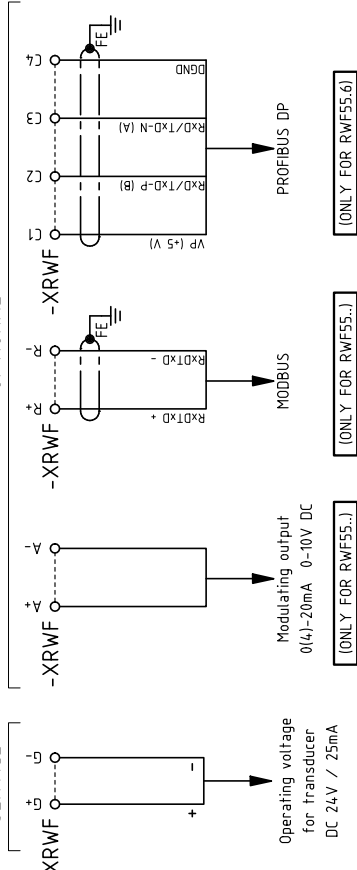 -XRWF
C1
C2
C3
C4
VP (+5 V)
RxD/TxD-P (B)
RxD/TxD-N (A)
DGND
FE
PROFIBUS DP
(ONLY FOR RWF55.6)
-XRWF
R+
R-
RxDTxD +
RxDTxD -
FE
MODBUS
(ONLY FOR RWF55..)
-XRWF
A+
A-
Modulating output
0(4)-20mA 0-10V DC
(ONLY FOR RWF55..)
XRWF
G+
G-
+
-
Operating voltage
for transducer
DC 24V / 25mA